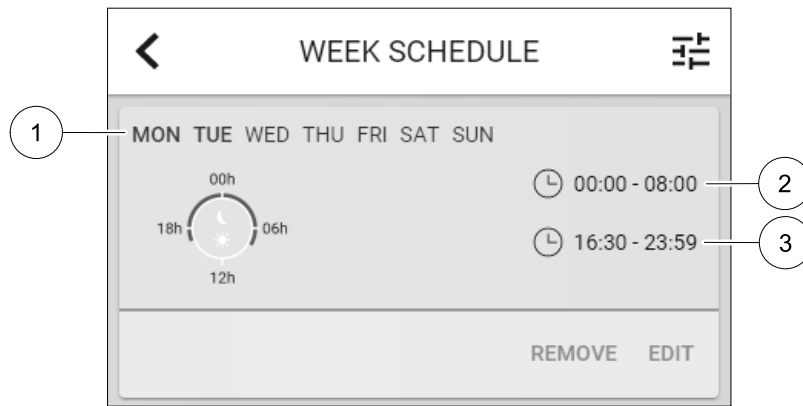 WEEK SCHEDULE
1
MON TUE WED THU FRI SAT SUN
00h
18h
06h
12h
00:00 - 08:00
2
16:30 - 23:59
3
REMOVE EDIT